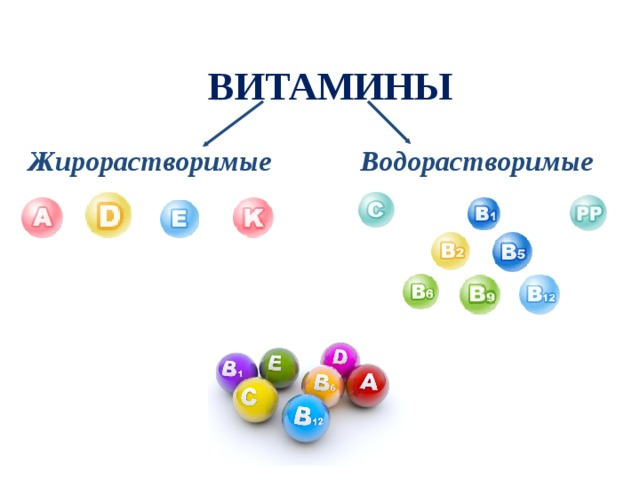 ВИТАМИНЫ
Жирорастворимые Водорастворимые
A D E K C B1 PP
B2 B5
B6 B9 B12
B1 E D
C B6 A
B12